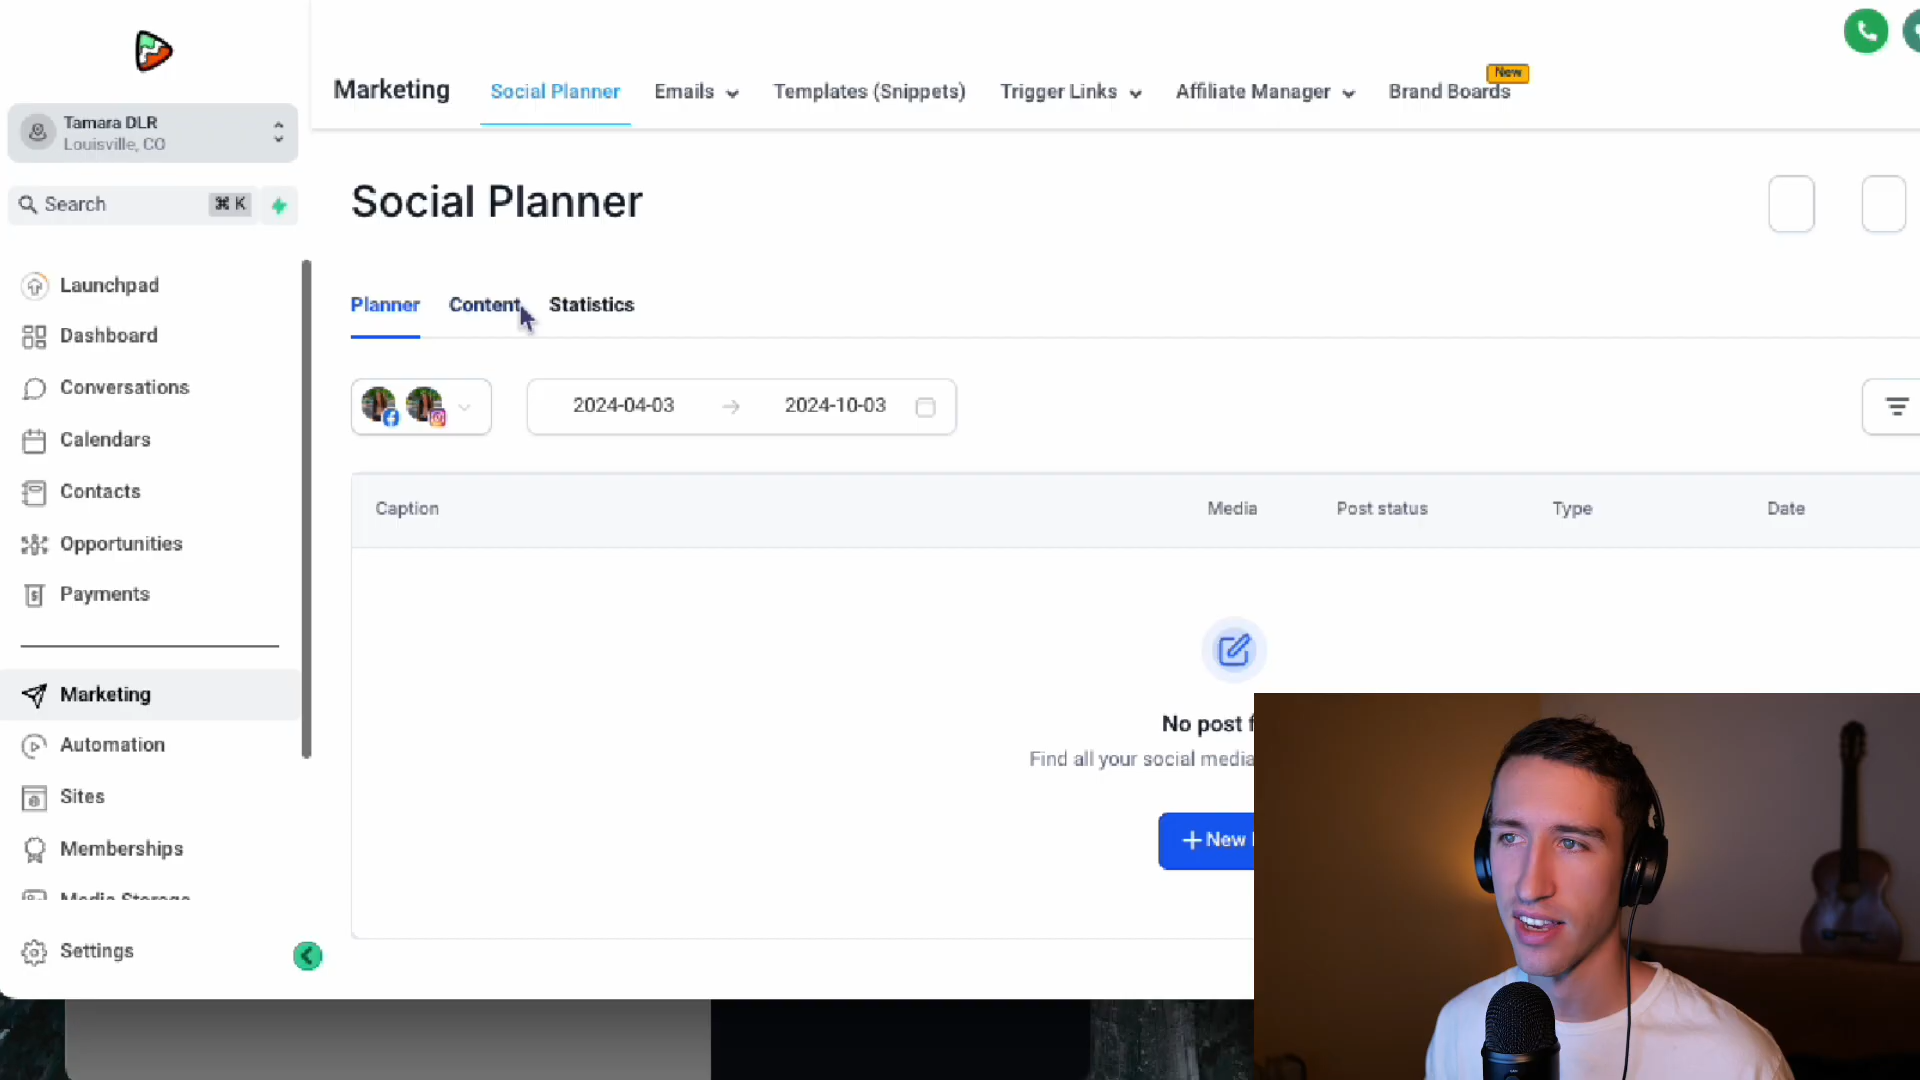 Tamara DLR
Louisville, CO
Search ⌘ K
Launchpad
Dashboard
Conversations
Calendars
Contacts
Opportunities
Payments
Marketing
Automation
Sites
Memberships
Media Storage
Settings
Marketing Social Planner Emails Templates (Snippets) Trigger Links Affiliate Manager Brand Boards New
Social Planner
Planner Content Statistics
2024-04-03 → 2024-10-03
Caption Media Post status Type Date
No post
Find all your social media
+ New